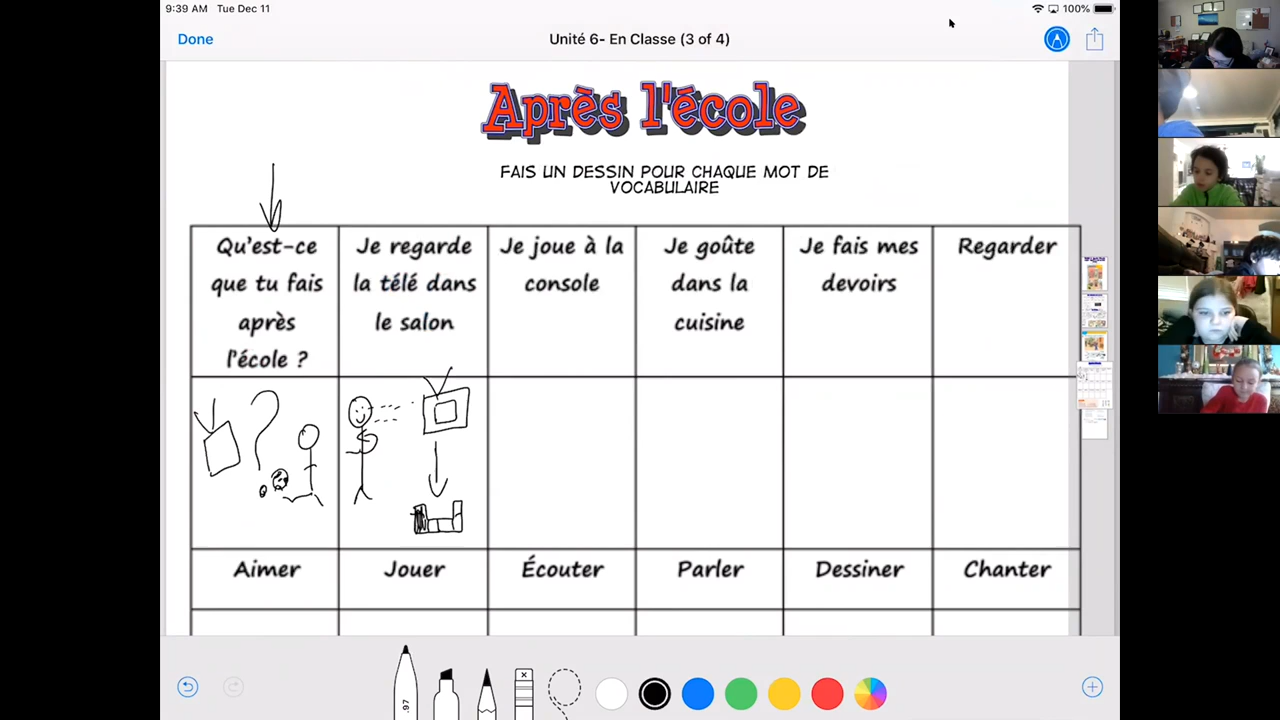 9:39 AM Tue Dec 11
100%
Done
Unité 6- En Classe (3 of 4)
Après l'école
FAIS UN DESSIN POUR CHAQUE MOT DE
VOCABULAIRE
Qu'est-ce
que tu fais
après
l'école ?
Je regarde
la télé dans
le salon
Je joue à la
console
Je goûte
dans la
cuisine
Je fais mes
devoirs
Regarder
Aimer
Jouer
Écouter
Parler
Dessiner
Chanter
.97